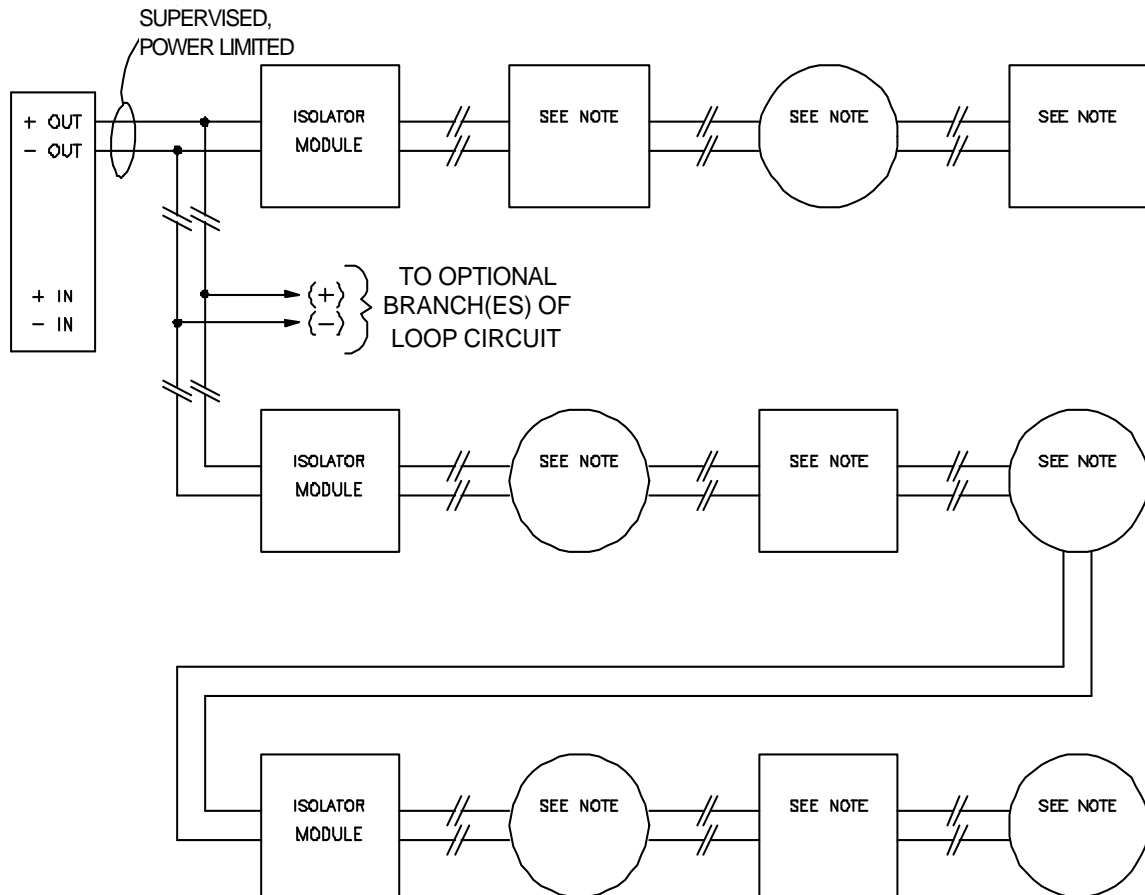 SUPERVISED,
POWER LIMITED
+ OUT
− OUT
+ IN
− IN
ISOLATOR
MODULE
SEE NOTE
SEE NOTE
SEE NOTE
{+}
{−}
TO OPTIONAL
BRANCH(ES) OF
LOOP CIRCUIT
ISOLATOR
MODULE
SEE NOTE
SEE NOTE
SEE NOTE
ISOLATOR
MODULE
SEE NOTE
SEE NOTE
SEE NOTE